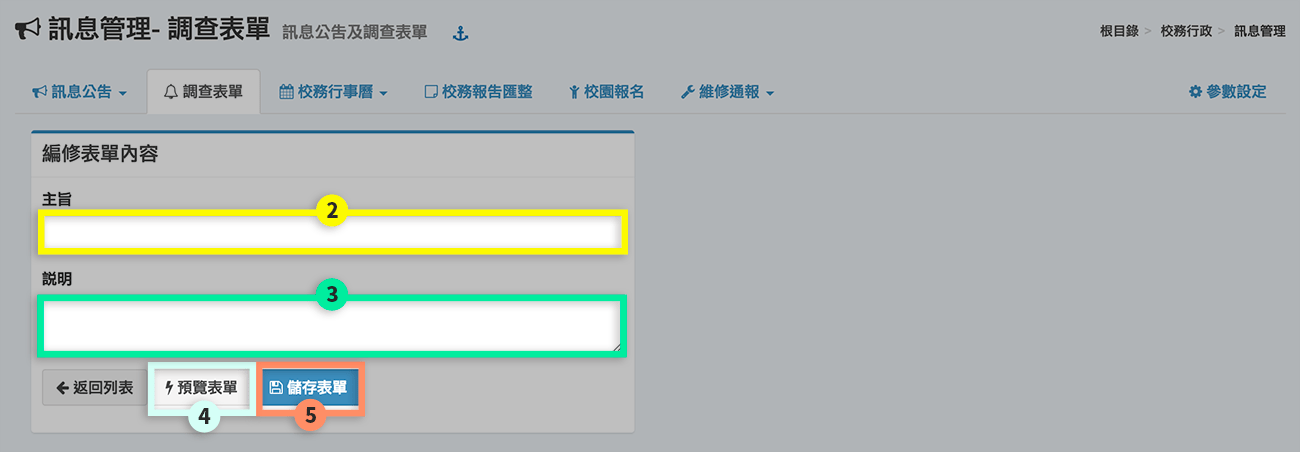 訊息管理- 調查表單 訊息公告及調查表單
根目錄 > 校務行政 > 訊息管理
訊息公告 調查表單 校務行事曆 校務報告匯整 校園報名 維修通報 參數設定
編修表單內容
主旨
2
説明
3
返回列表 預覽表單 儲存表單
4 5